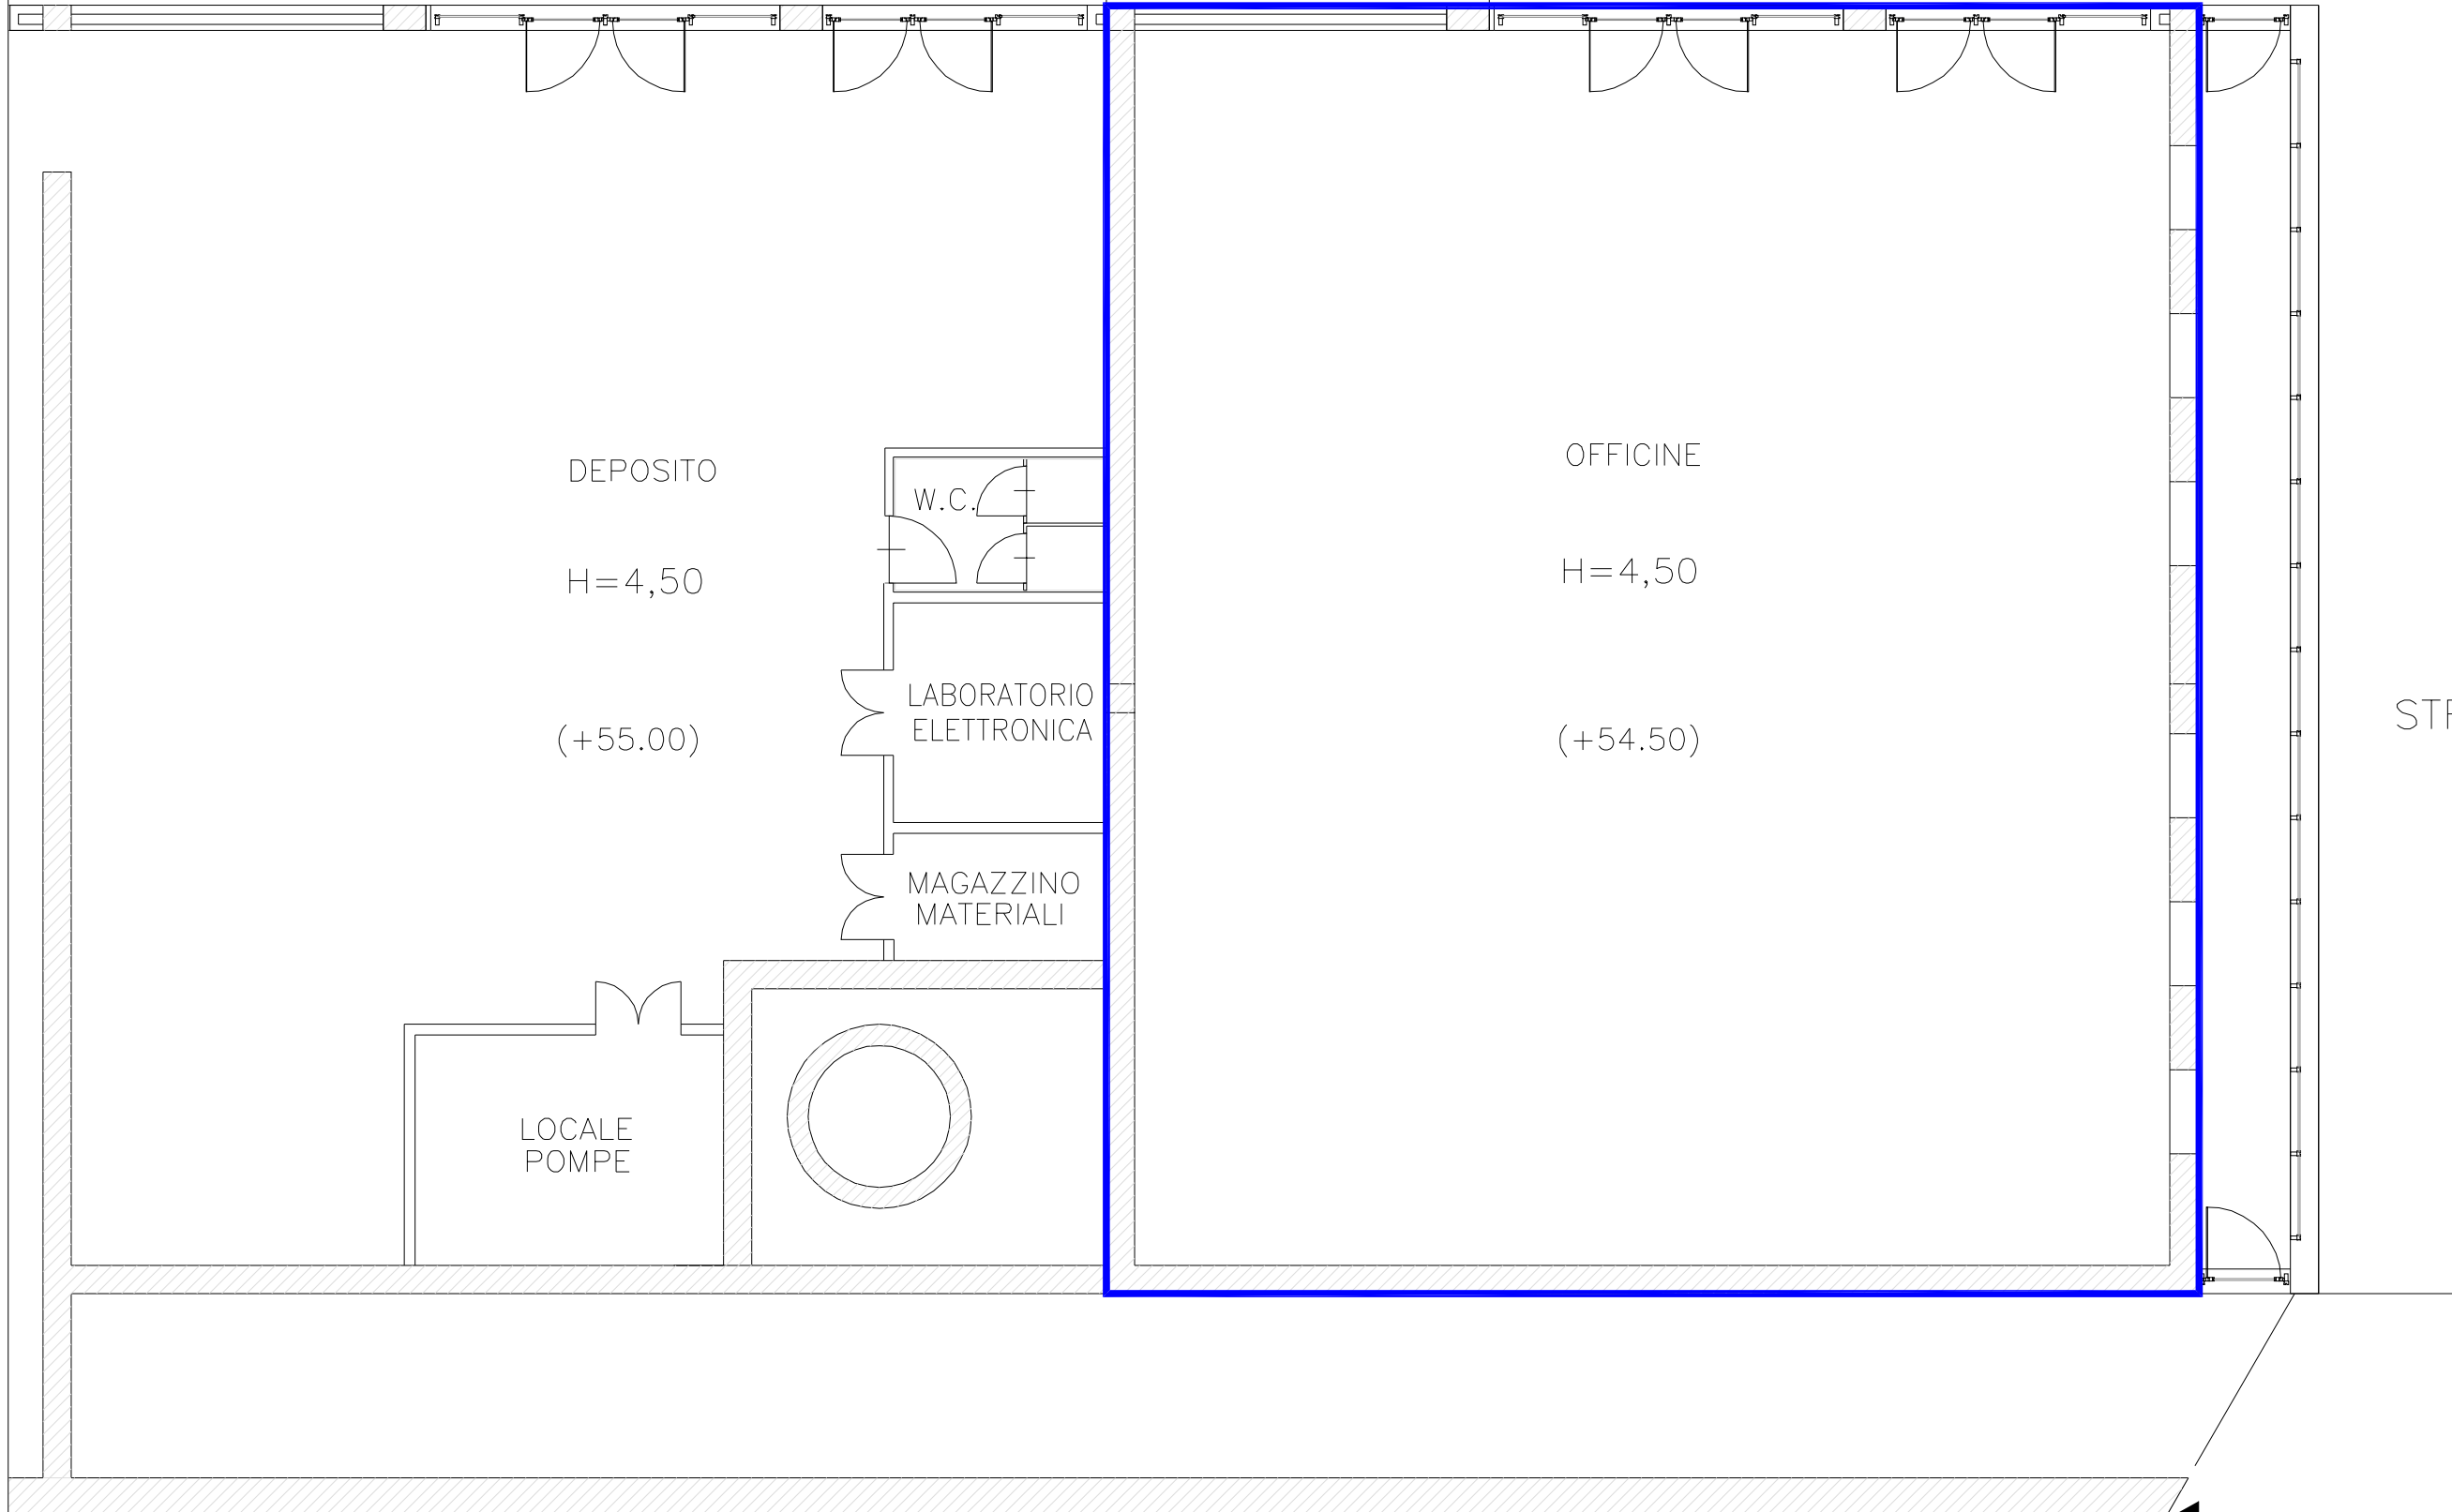 DEPOSITO
H=4,50
(+55.00)
W.C.
LABORATORIO
ELETTRONICA
MAGAZZINO
MATERIALI
LOCALE
POMPE
OFFICINE
H=4,50
(+54.50)